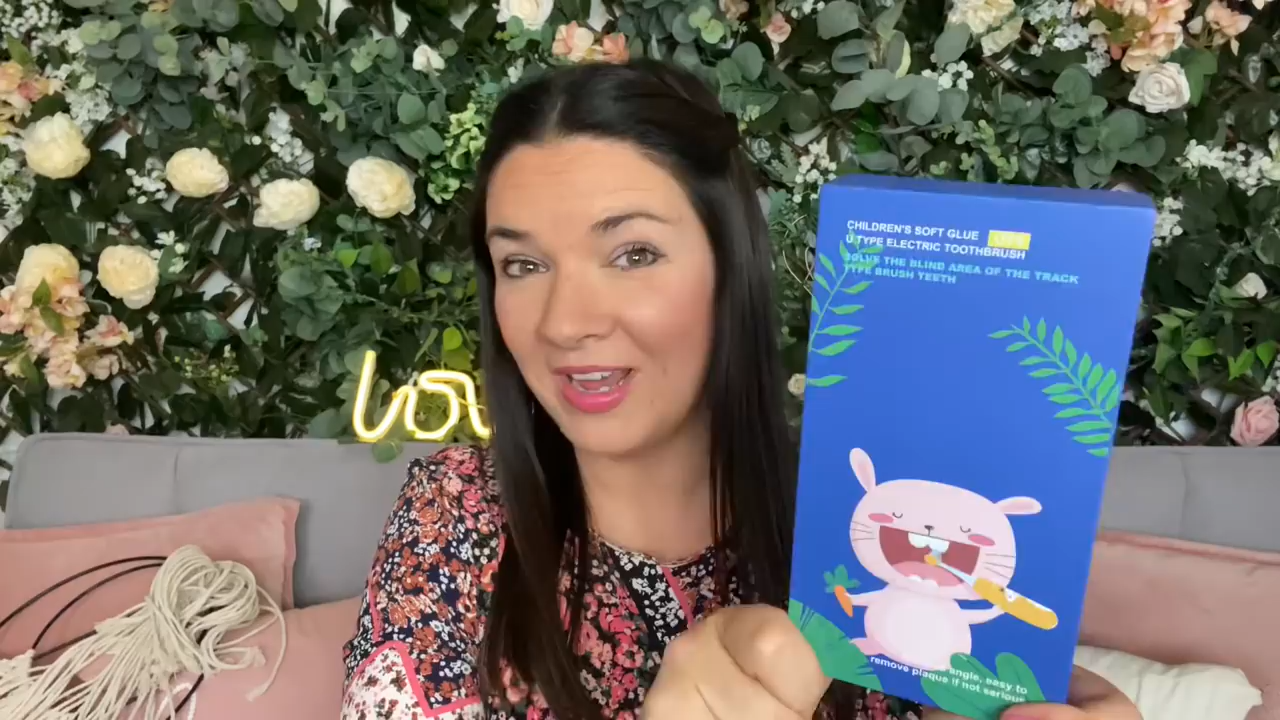 CHILDREN'S SOFT GLUE
U TYPE ELECTRIC TOOTHBRUSH
SOLVE THE BLIND AREA OF THE TRACK
TYPE BRUSH TEETH
lov
remove plaque if not serious
angle, easy to